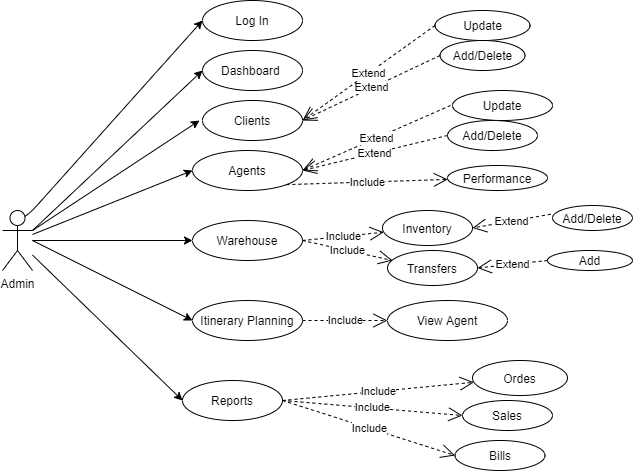 Log In
Update
Add/Delete
Extend
Extend
Dashboard
Clients
Update
Add/Delete
Extend
Extend
Agents
Include
Performance
Admin
Warehouse
Include
Include
Inventory
Extend
Add/Delete
Transfers
Extend
Add
Itinerary Planning
Include
View Agent
Reports
Include
Include
Include
Ordes
Sales
Bills